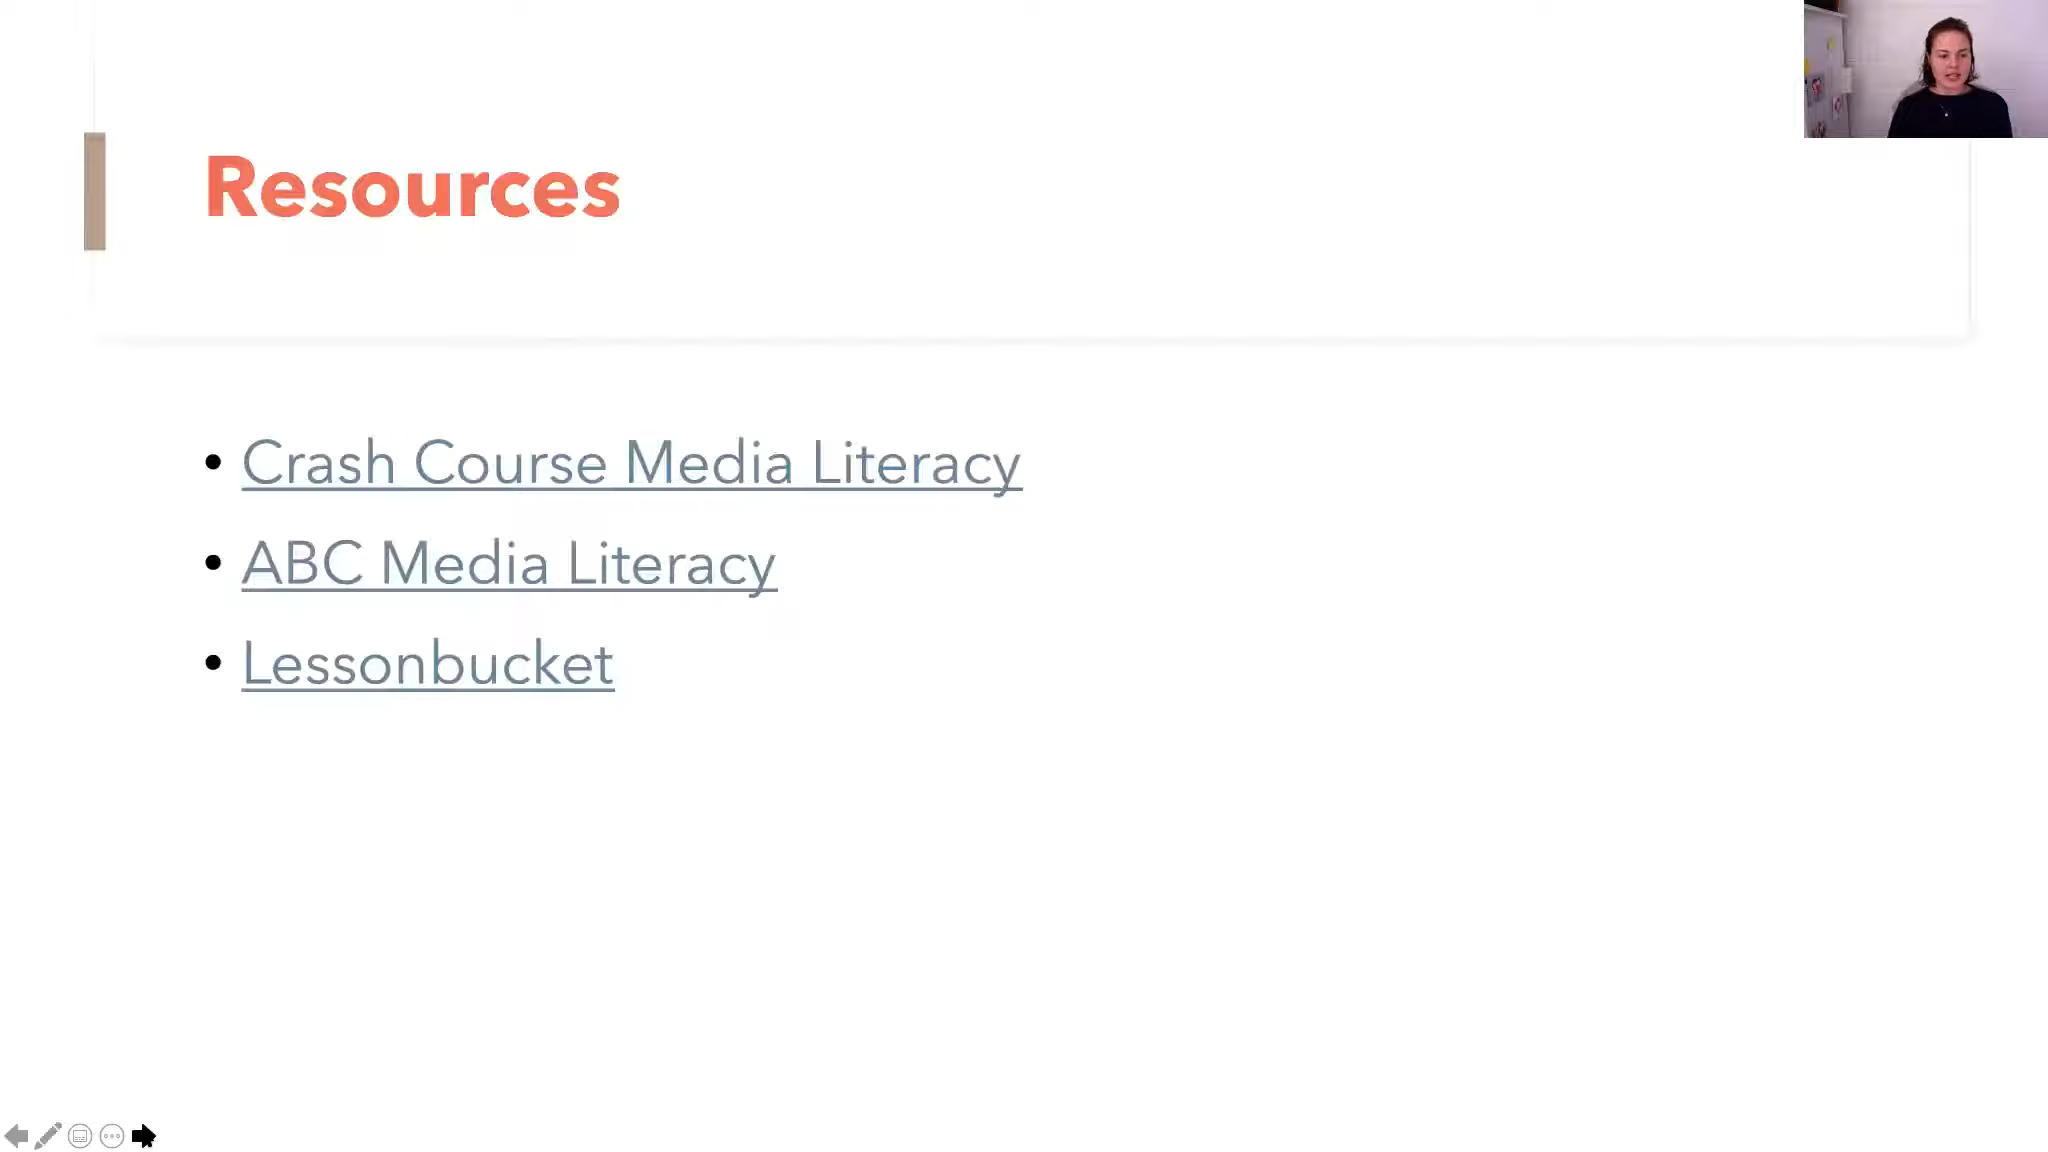 Resources
• Crash Course Media Literacy
• ABC Media Literacy
• Lessonbucket